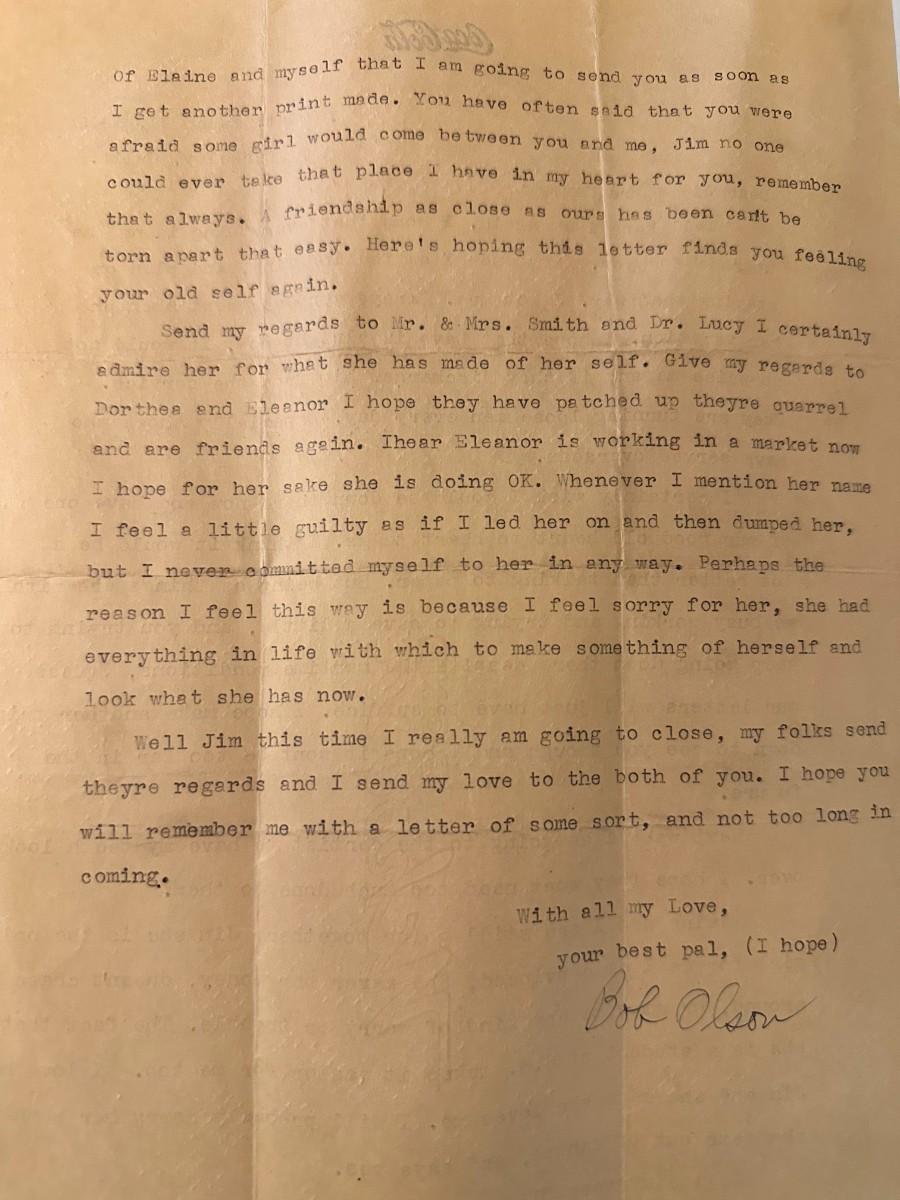 Coca-Cola
Of Elaine and myself that I am going to send you as soon as
I get another print made. You have often said that you were
afraid some girl would come between you and me, Jim no one
could ever take that place I have in my heart for you, remember
that always. A friendship as close as ours has been can't be
torn apart that easy. Here's hoping this letter finds you feeling
your old self again.
Send my regards to Mr. & Mrs. Smith and Dr. Lucy I certainly
admire her for what she has made of her self. Give my regards to
Dorthea and Eleanor I hope they have patched up theyre quarrel
and are friends again. Ihear Eleanor is working in a market now
I hope for her sake she is doing OK. Whenever I mention her name
I feel a little guilty as if I led her on and then dumped her,
but I never committed myself to her in any way. Perhaps the
reason I feel this way is because I feel sorry for her, she had
everything in life with which to make something of herself and
look what she has now.
Well Jim this time I really am going to close, my folks send
theyre regards and I send my love to the both of you. I hope you
will remember me with a letter of some sort, and not too long in
coming.
With all my Love,
your best pal, (I hope)
Bob Olson